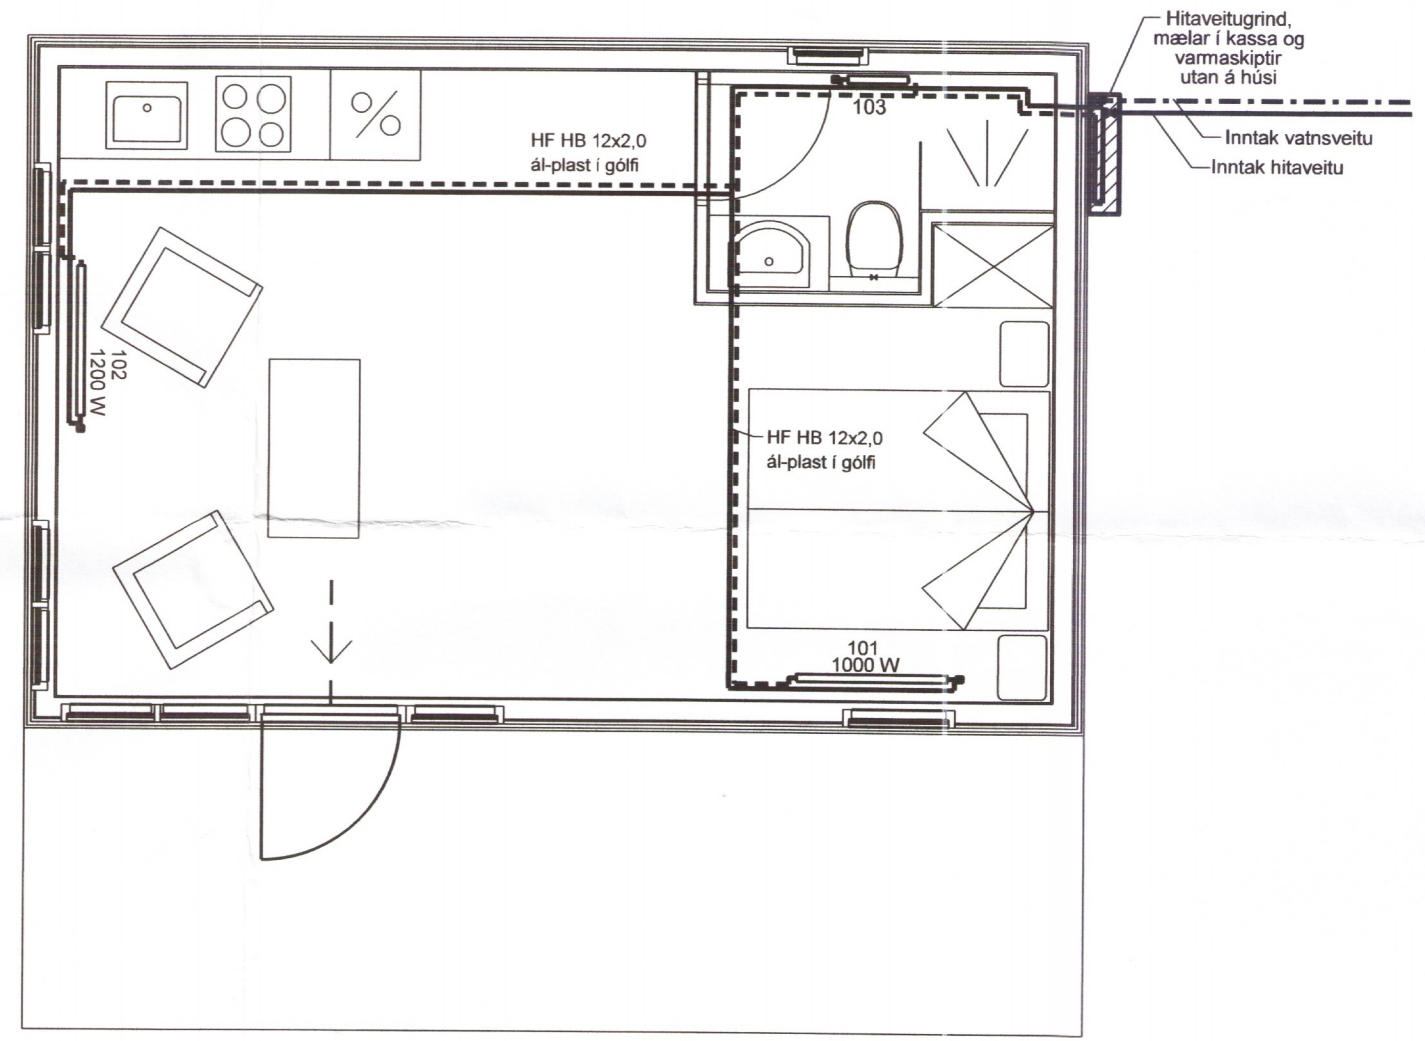 Hitaveitugrind,
mælar í kassa og
varmaskiptir
utan á húsi
103
HF HB 12x2,0
ál-plast í gólfi
Inntak vatnsveitu
Inntak hitaveitu
102
1200 W
HF HB 12x2,0
ál-plast í gólfi
101
1000 W